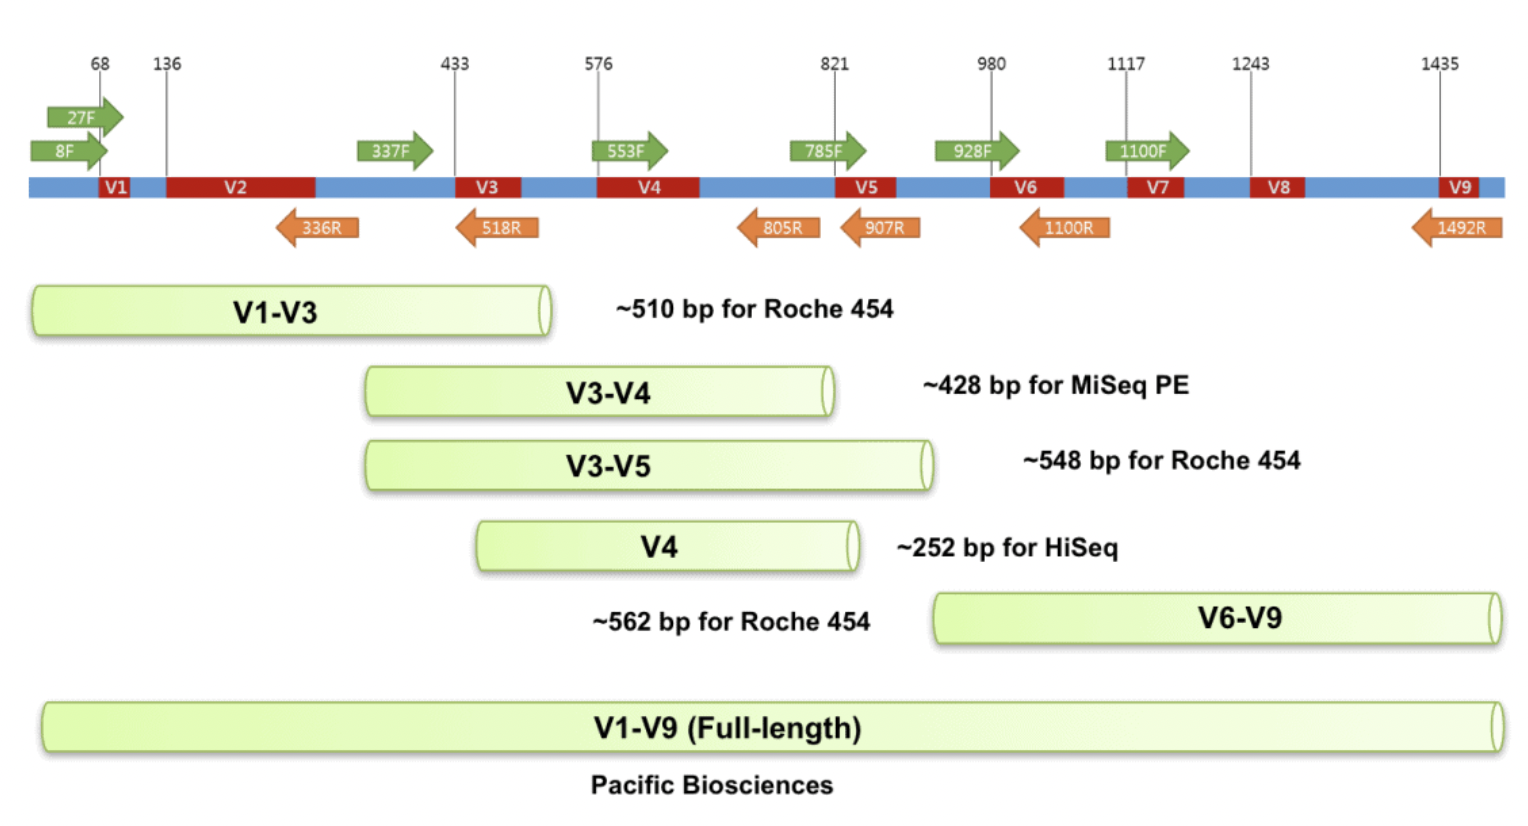 68 136 433 576 821 980 1117 1243 1435
27F
8F 337F 553F 785F 928F 1100F
V1 V2 V3 V4 V5 V6 V7 V8 V9
336R 518R 805R 907R 1100R 1492R
V1-V3 ~510 bp for Roche 454
V3-V4 ~428 bp for MiSeq PE
V3-V5 ~548 bp for Roche 454
V4 ~252 bp for HiSeq
~562 bp for Roche 454 V6-V9
V1-V9 (Full-length)
Pacific Biosciences